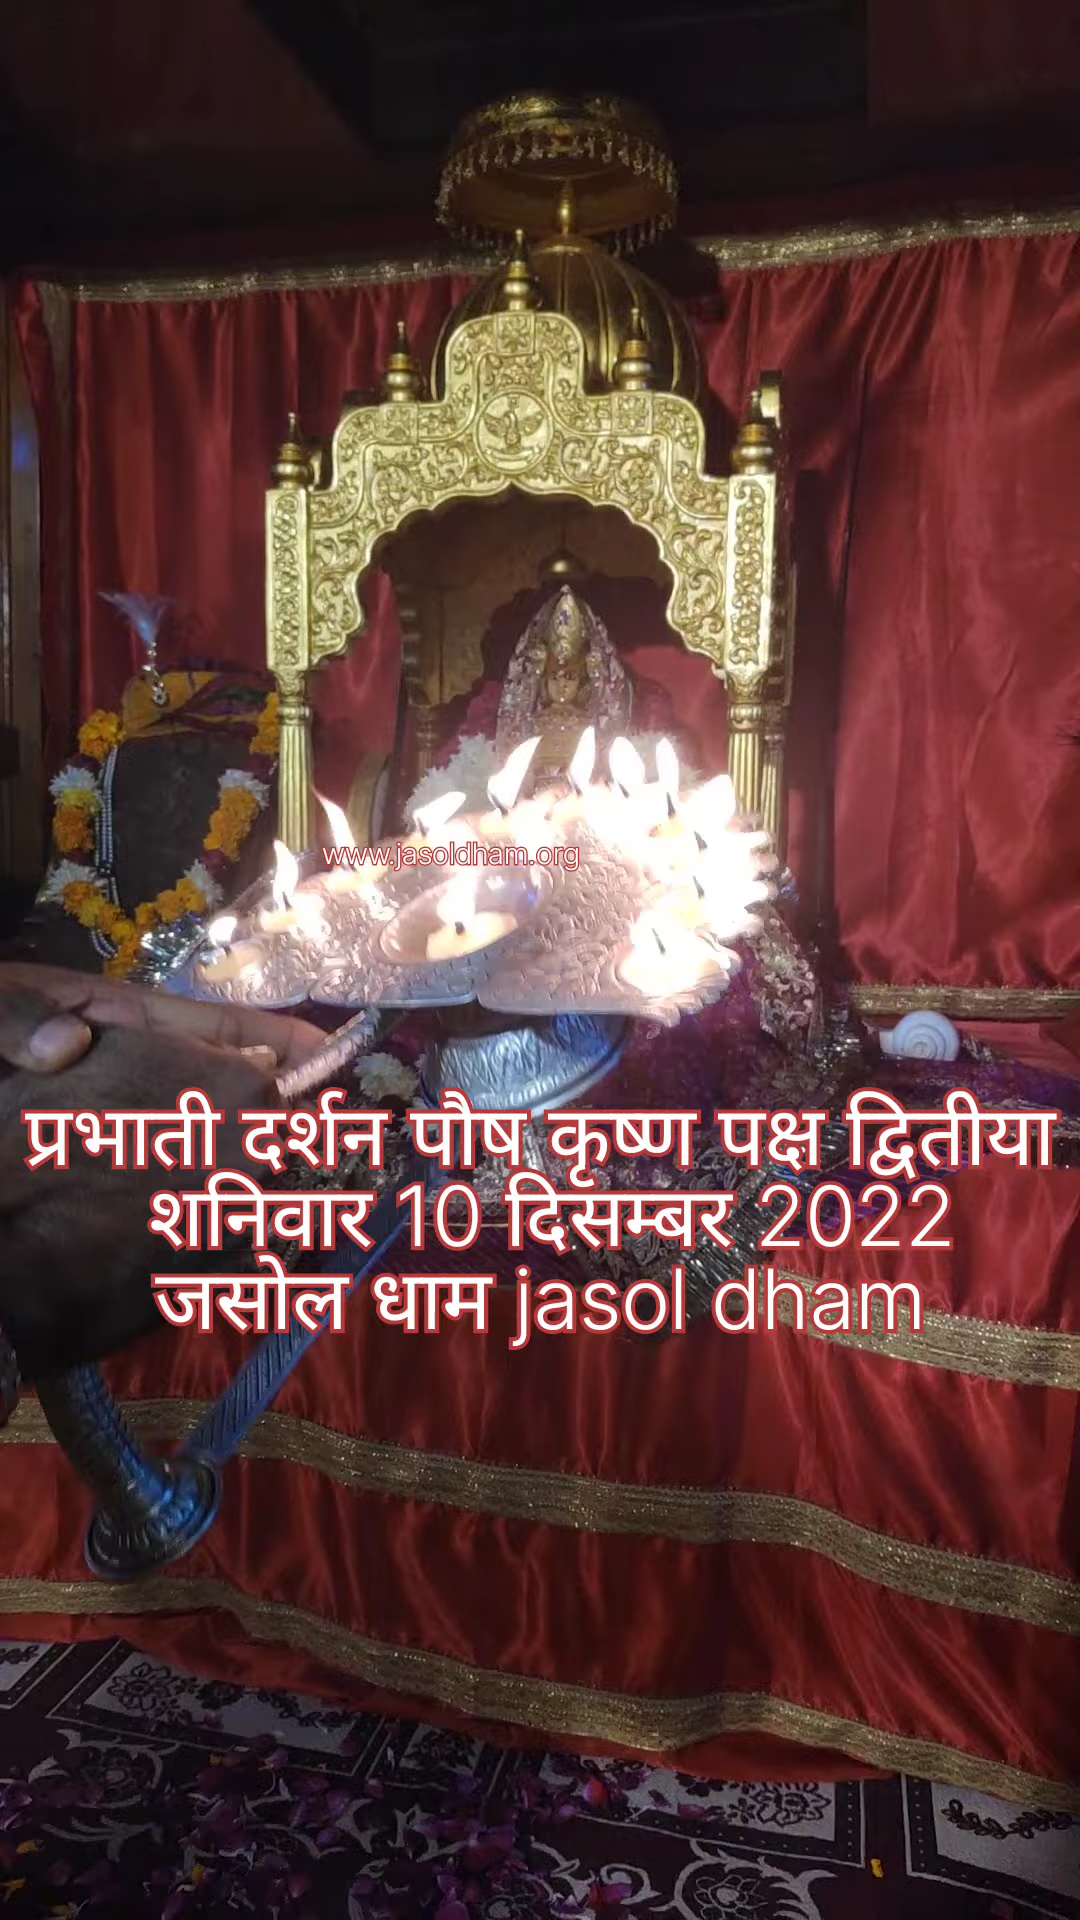 www.jasoldham.org
प्रभाती दर्शन पौष कृष्ण पक्ष द्वितीया
शनिवार 10 दिसम्बर 2022
जसोल धाम jasol dham